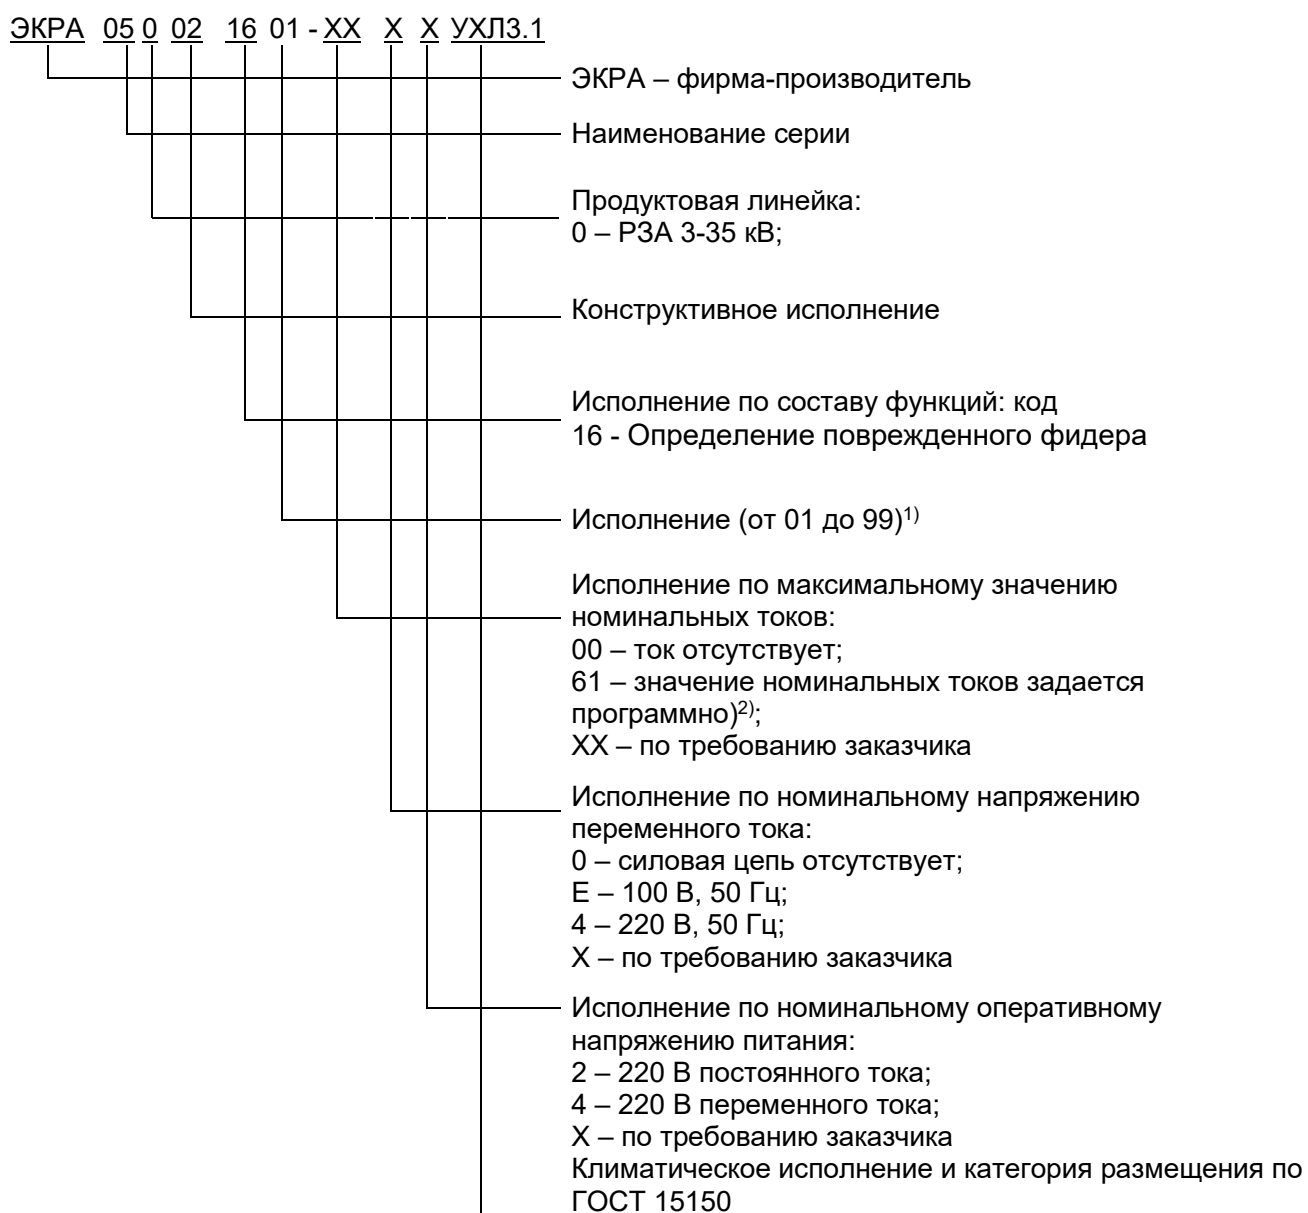 ЭКРА 05 0 02 16 01 - ХХ Х Х УХЛ3.1
ЭКРА – фирма-производитель
Наименование серии
Продуктовая линейка:
0 – РЗА 3-35 кВ;
Конструктивное исполнение
Исполнение по составу функций: код
16 - Определение поврежденного фидера
Исполнение (от 01 до 99)1)
Исполнение по максимальному значению
номинальных токов:
00 – ток отсутствует;
61 – значение номинальных токов задается
программно)2);
ХХ – по требованию заказчика
Исполнение по номинальному напряжению
переменного тока:
0 – силовая цепь отсутствует;
Е – 100 В, 50 Гц;
4 – 220 В, 50 Гц;
Х – по требованию заказчика
Исполнение по номинальному оперативному
напряжению питания:
2 – 220 В постоянного тока;
4 – 220 В переменного тока;
Х – по требованию заказчика
Климатическое исполнение и категория размещения по
ГОСТ 15150